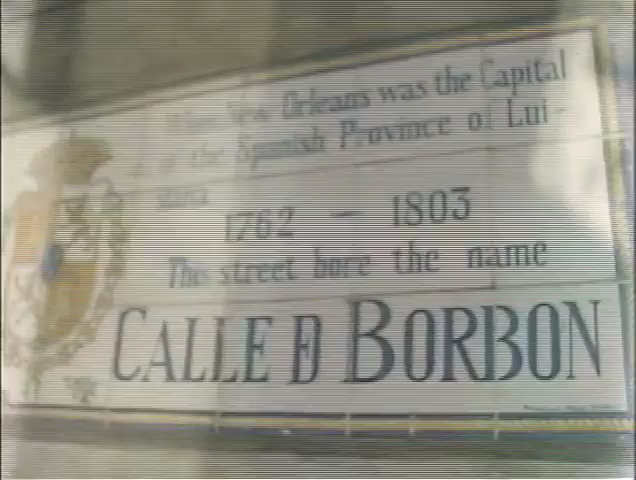 When New Orleans was the Capital
of the Spanish Province of Lui-
siana
1762 — 1803
This street bore the name
CALLE D BORBON